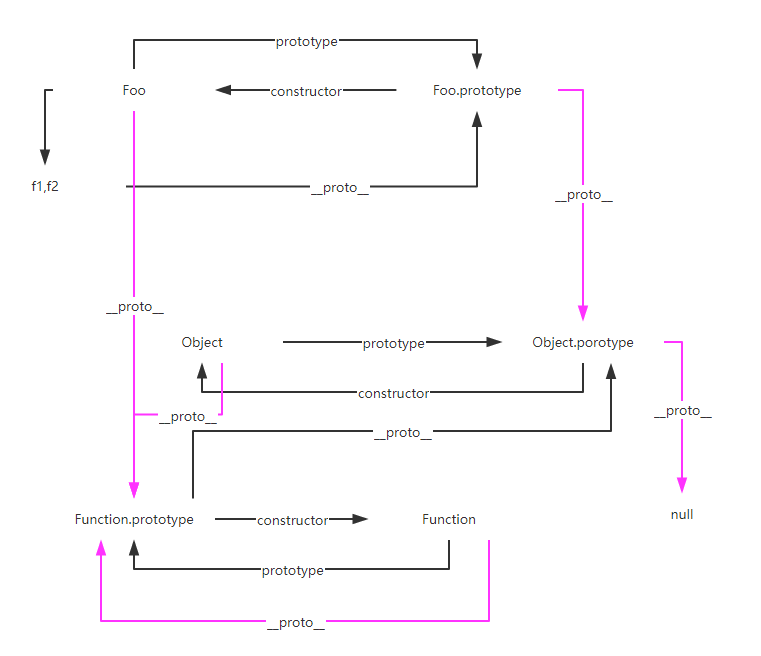 prototype
Foo
constructor
Foo.prototype
f1,f2
__proto__
__proto__
__proto__
Object
prototype
Object.porotype
constructor
__proto__
__proto__
__proto__
Function.prototype
constructor
Function
null
prototype
__proto__